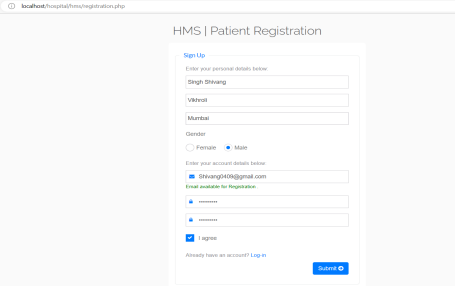 localhost/hospital/hms/registration.php
HMS | Patient Registration
Sign Up
Enter your personal details below:
Singh Shivang
Vikhroli
Mumbai
Gender
Female Male
Enter your account details below:
Shivang0409@gmail.com
Email available for Registration .
•••••••••
•••••••••
I agree
Already have an account? Log-in
Submit